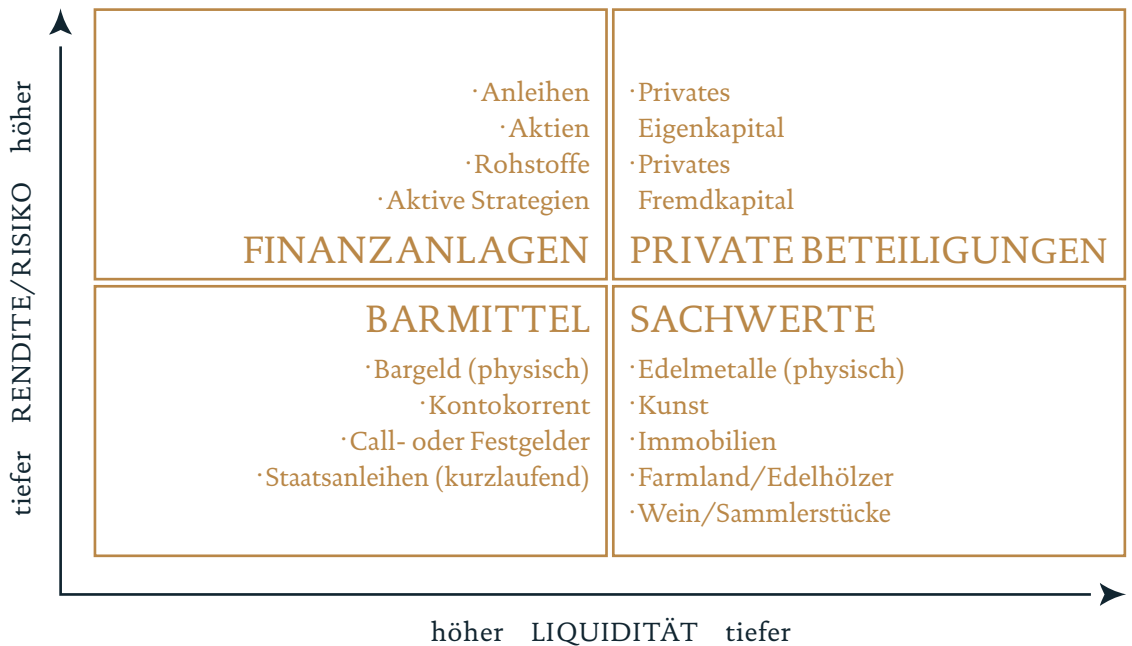 ·Anleihen
·Aktien
·Rohstoffe
·Aktive Strategien
FINANZANLAGEN
·Privates
Eigenkapital
·Privates
Fremdkapital
PRIVATE BETEILIGUNGEN
BARMITTEL
·Bargeld (physisch)
·Kontokorrent
·Call- oder Festgelder
·Staatsanleihen (kurzlaufend)
SACHWERTE
·Edelmetalle (physisch)
·Kunst
·Immobilien
·Farmland/Edelhölzer
·Wein/Sammlerstücke
tiefer RENDITE/RISIKO höher
höher LIQUIDITÄT tiefer